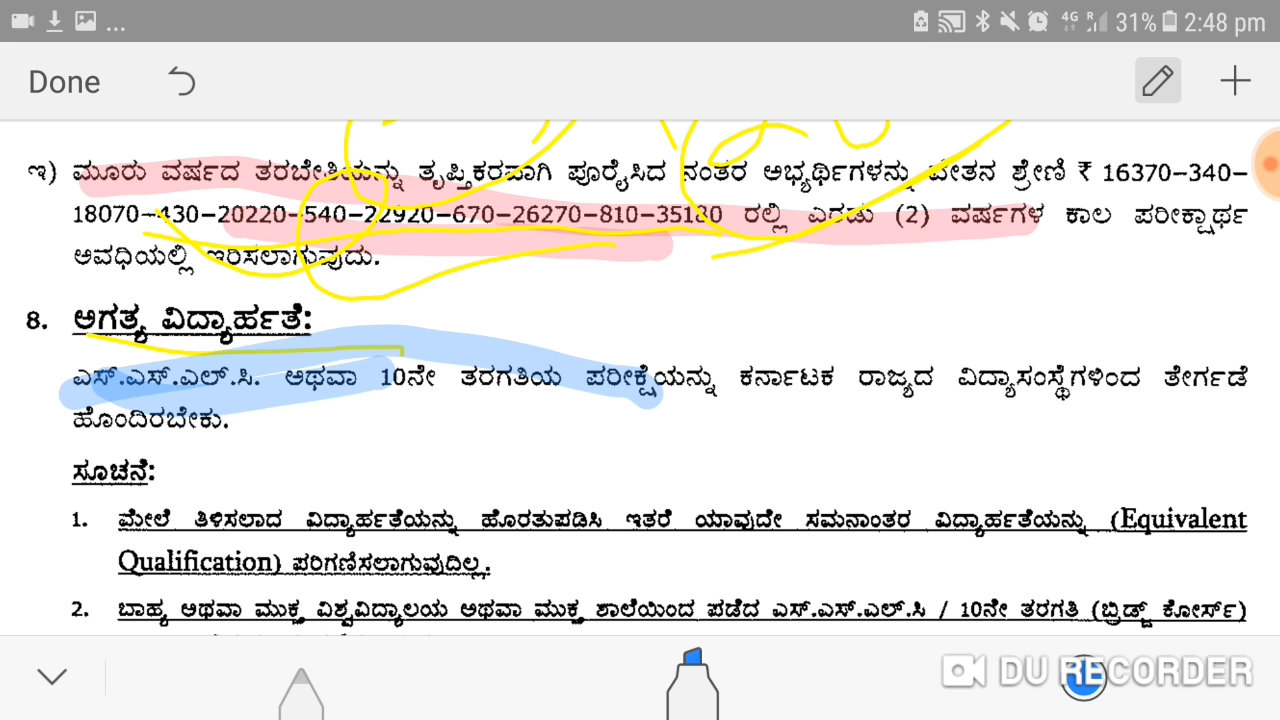 4G R 31% 2:48 pm
Done
ಇ) ಮೂರು ವರ್ಷದ ತರಬೇತಿಯನ್ನು ತೃಪ್ತಿಕರವಾಗಿ ಪೂರೈಸಿದ ನಂತರ ಅಭ್ಯರ್ಥಿಗಳನ್ನು ವೇತನ ಶ್ರೇಣಿ ₹ 16370-340-
18070-430-20220-540-22920-670-26270-810-35180 ರಲ್ಲಿ ಎರಡು (2) ವರ್ಷಗಳ ಕಾಲ ಪರೀಕ್ಷಾರ್ಥ
ಅವಧಿಯಲ್ಲಿ ಇರಿಸಲಾಗುವುದು.
8. ಅಗತ್ಯ ವಿದ್ಯಾರ್ಹತೆ:
ಎಸ್.ಎಸ್.ಎಲ್.ಸಿ. ಅಥವಾ 10ನೇ ತರಗತಿಯ ಪರೀಕ್ಷೆಯನ್ನು ಕರ್ನಾಟಕ ರಾಜ್ಯದ ವಿದ್ಯಾಸಂಸ್ಥೆಗಳಿಂದ ತೇರ್ಗಡೆ
ಹೊಂದಿರಬೇಕು.
ಸೂಚನೆ:
1. ಮೇಲೆ ತಿಳಿಸಲಾದ ವಿದ್ಯಾರ್ಹತೆಯನ್ನು ಹೊರತುಪಡಿಸಿ ಇತರೆ ಯಾವುದೇ ಸಮನಾಂತರ ವಿದ್ಯಾರ್ಹತೆಯನ್ನು (Equivalent
Qualification) ಪರಿಗಣಿಸಲಾಗುವುದಿಲ್ಲ.
2. ಬಾಹ್ಯ ಅಥವಾ ಮುಕ್ತ ವಿಶ್ವವಿದ್ಯಾಲಯ ಅಥವಾ ಮುಕ್ತ ಶಾಲೆಯಿಂದ ಪಡೆದ ಎಸ್.ಎಸ್.ಎಲ್.ಸಿ / 10ನೇ ತರಗತಿ (ಬ್ರಿಡ್ಜ್ ಕೋರ್ಸ್)
DU RECORDER